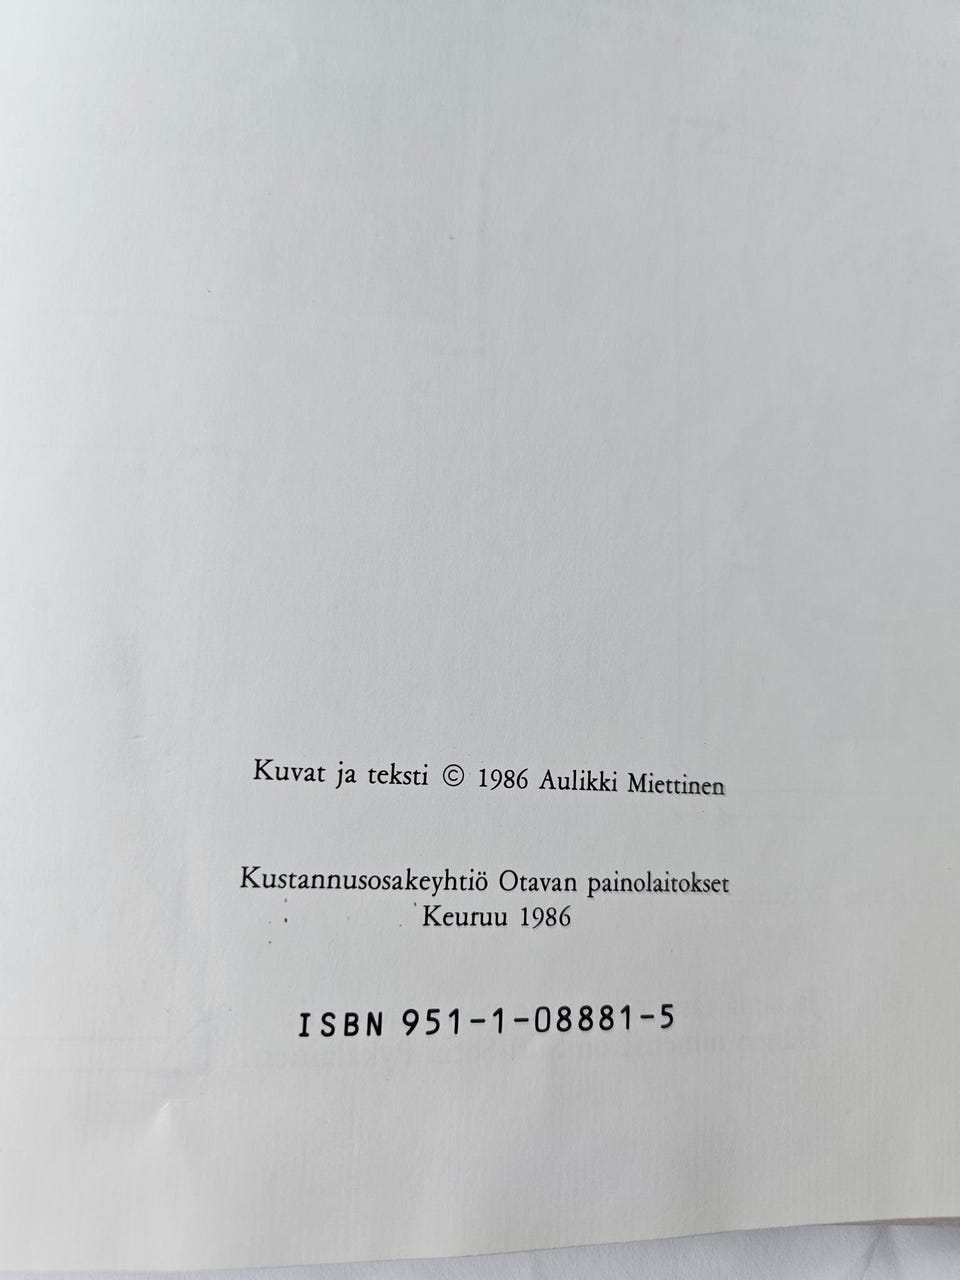 Kuvat ja teksti © 1986 Aulikki Miettinen
Kustannusosakeyhtiö Otavan painolaitokset
Keuruu 1986
ISBN 951-1-08881-5